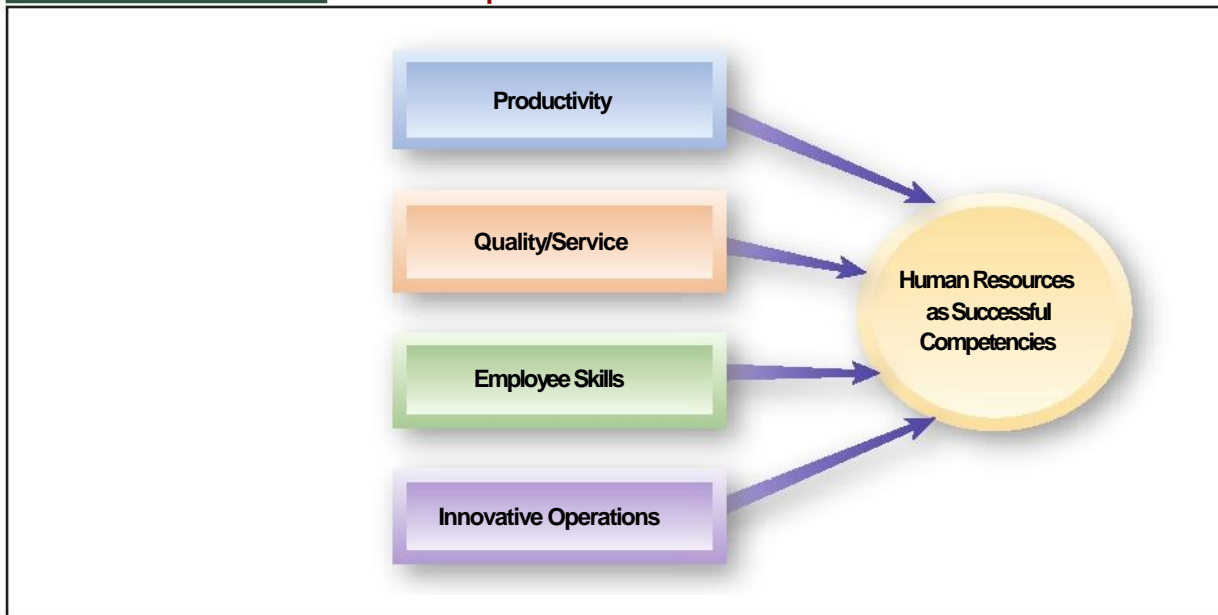 Productivity
Quality/Service
Employee Skills
Innovative Operations
Human Resources
as Successful
Competencies